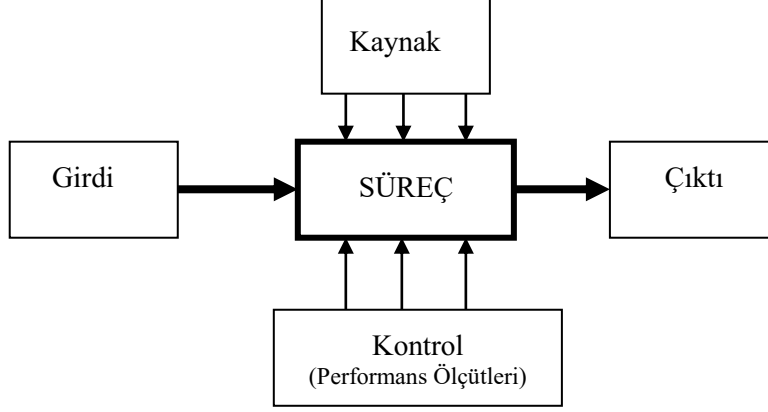 Kaynak
Girdi
SÜREÇ
Çıktı
Kontrol
(Performans Ölçütleri)